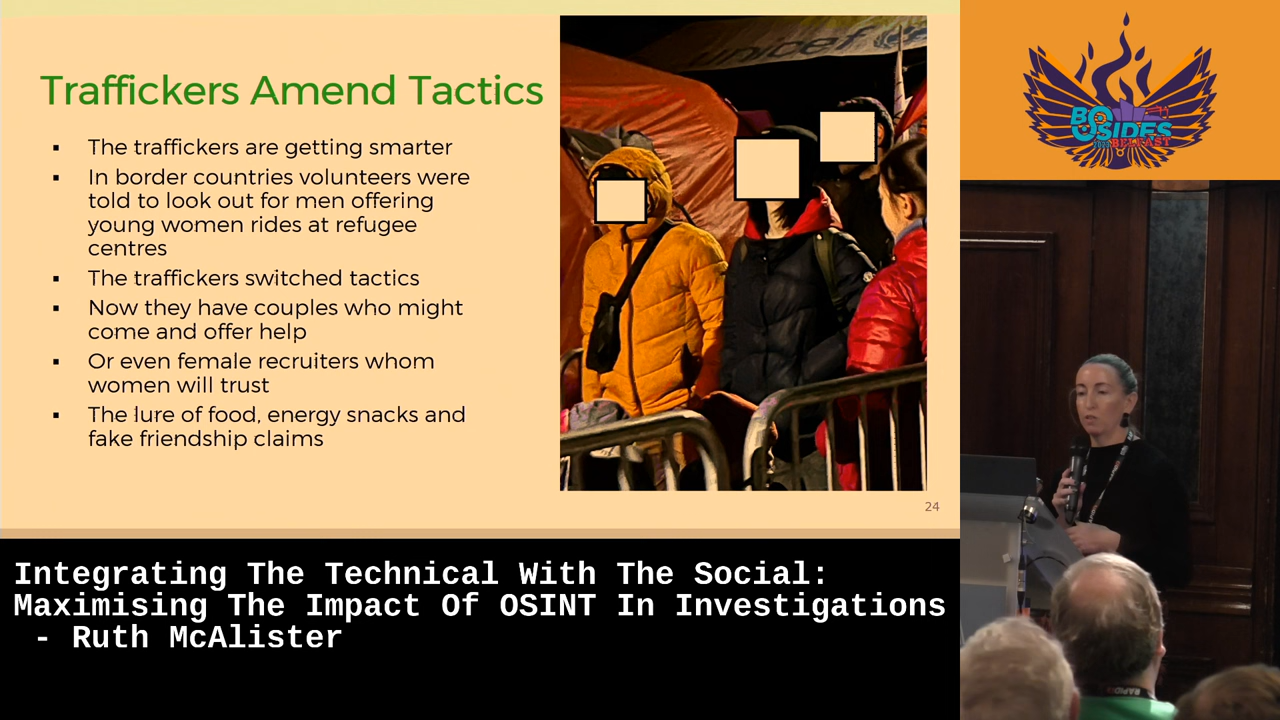 Traffickers Amend Tactics
▪ The traffickers are getting smarter
▪ In border countries volunteers were
told to look out for men offering
young women rides at refugee
centres
▪ The traffickers switched tactics
▪ Now they have couples who might
come and offer help
▪ Or even female recruiters whom
women will trust
▪ The lure of food, energy snacks and
fake friendship claims
unicef
24
BSIDES
BELFAST
RAPID
Integrating The Technical With The Social:
Maximising The Impact Of OSINT In Investigations
- Ruth McAlister